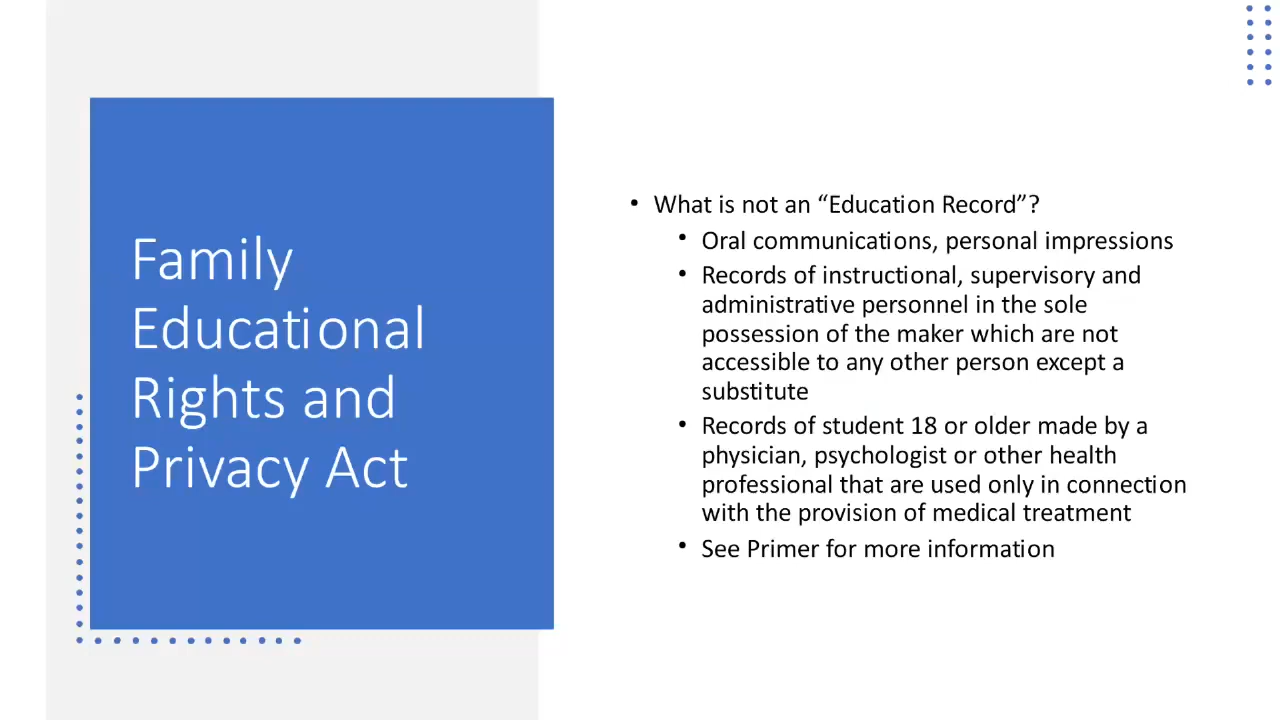 Family
Educational
Rights and
Privacy Act
• What is not an “Education Record”?
• Oral communications, personal impressions
• Records of instructional, supervisory and
administrative personnel in the sole
possession of the maker which are not
accessible to any other person except a
substitute
• Records of student 18 or older made by a
physician, psychologist or other health
professional that are used only in connection
with the provision of medical treatment
• See Primer for more information